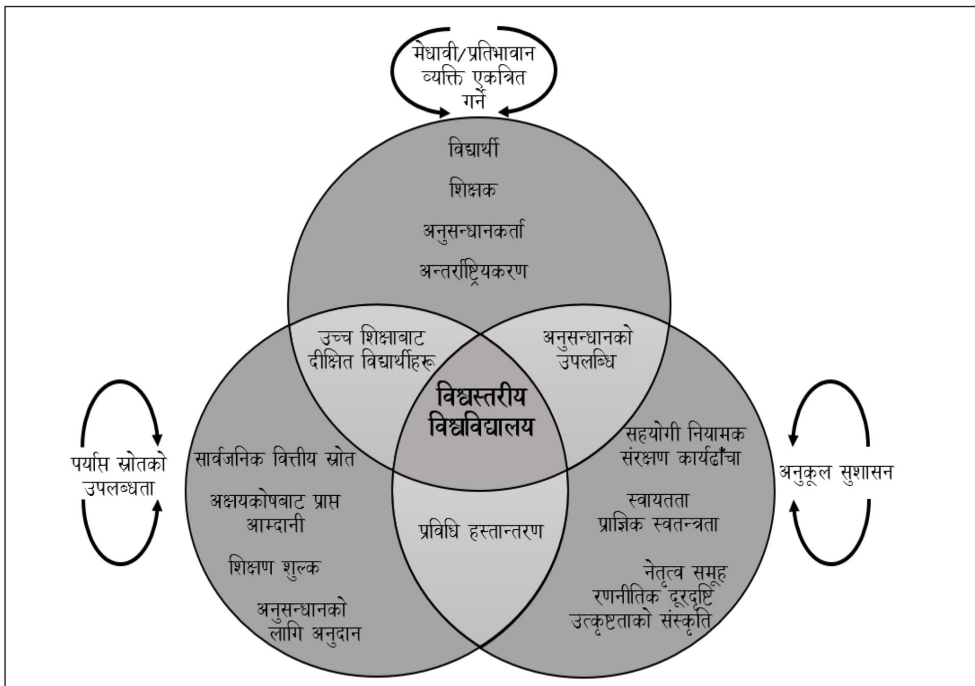 मेधावी/प्रतिभावान
व्यक्ति एकत्रित
गर्ने
विद्यार्थी
शिक्षक
अनुसन्धानकर्ता
अन्तर्राष्ट्रियकरण
उच्च शिक्षाबाट
दीक्षित विद्यार्थीहरू
अनुसन्धानको
उपलब्धि
विश्वस्तरीय
विश्वविद्यालय
पर्याप्त स्रोतको
उपलब्धता
सार्वजनिक वित्तीय स्रोत
अक्षयकोषबाट प्राप्त
आम्दानी
शिक्षण शुल्क
अनुसन्धानको
लागि अनुदान
प्रविधि हस्तान्तरण
सहयोगी नियामक
संरक्षण कार्यढाँचा
स्वायतता
प्राज्ञिक स्वतन्त्रता
नेतृत्व समूह
रणनीतिक दूरदृष्टि
उत्कृष्टताको संस्कृति
अनुकूल सुशासन